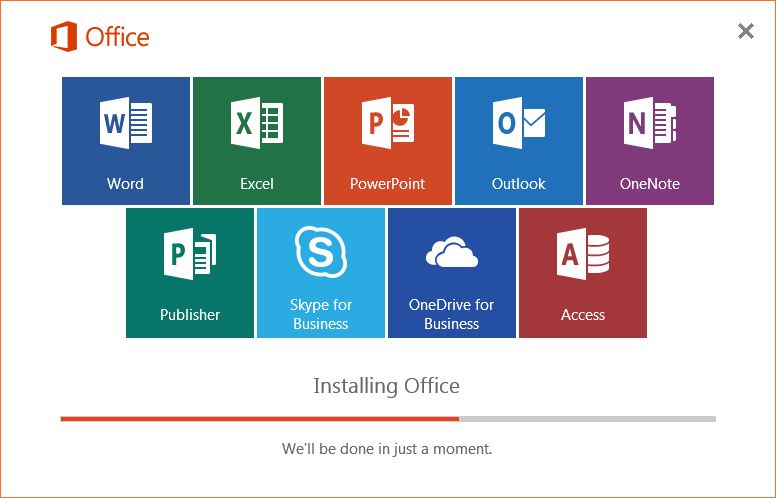 Office
W Word
X Excel
P PowerPoint
O Outlook
N OneNote
P Publisher
S Skype for
Business
OneDrive for
Business
A Access
Installing Office
We'll be done in just a moment.